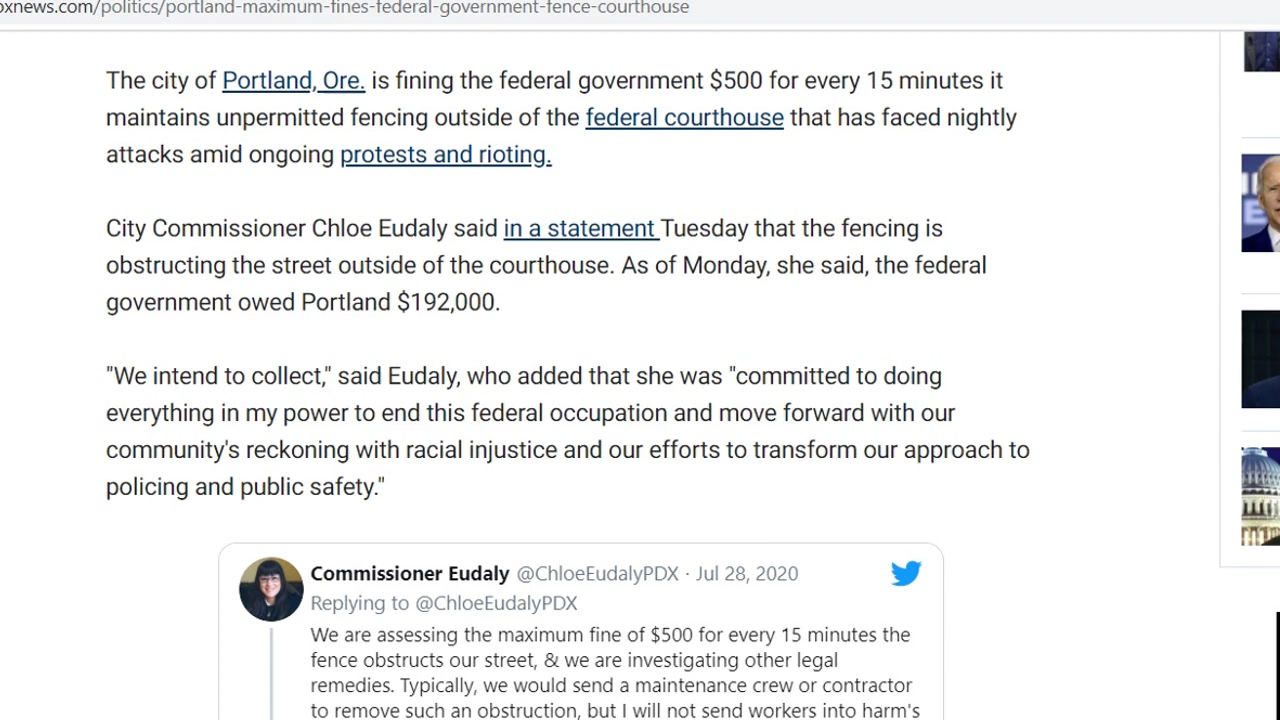 oxnews.com/politics/portland-maximum-fines-federal-government-fence-courthouse
The city of Portland, Ore. is fining the federal government $500 for every 15 minutes it
maintains unpermitted fencing outside of the federal courthouse that has faced nightly
attacks amid ongoing protests and rioting.
City Commissioner Chloe Eudaly said in a statement Tuesday that the fencing is
obstructing the street outside of the courthouse. As of Monday, she said, the federal
government owed Portland $192,000.
"We intend to collect," said Eudaly, who added that she was "committed to doing
everything in my power to end this federal occupation and move forward with our
community's reckoning with racial injustice and our efforts to transform our approach to
policing and public safety."
Commissioner Eudaly @ChloeEudalyPDX · Jul 28, 2020
Replying to @ChloeEudalyPDX
We are assessing the maximum fine of $500 for every 15 minutes the
fence obstructs our street, & we are investigating other legal
remedies. Typically, we would send a maintenance crew or contractor
to remove such an obstruction, but I will not send workers into harm's